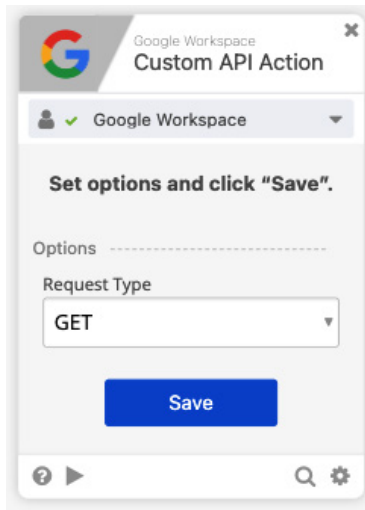 Google Workspace
Custom API Action
Google Workspace
Set options and click “Save”.
Options
Request Type
GET
Save